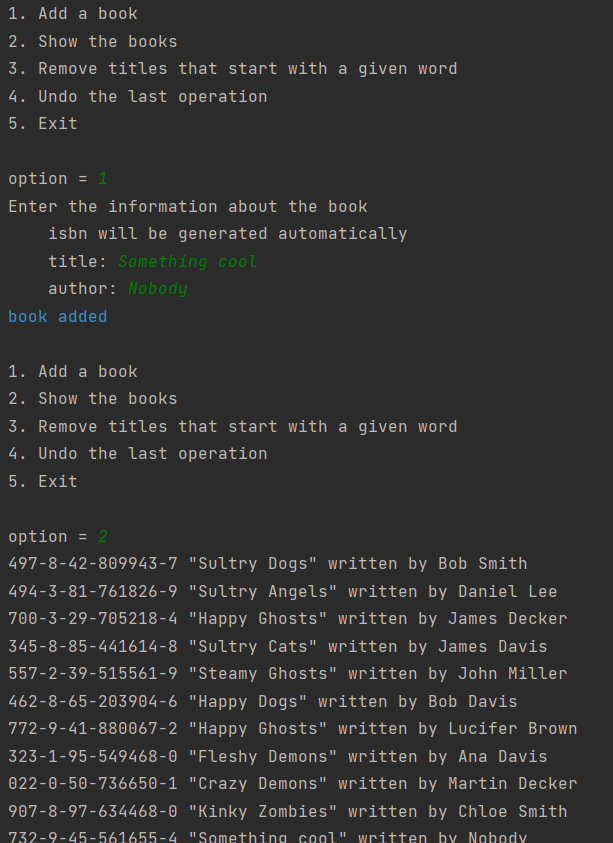 1. Add a book
2. Show the books
3. Remove titles that start with a given word
4. Undo the last operation
5. Exit
option = 1
Enter the information about the book
isbn will be generated automatically
title: Something cool
author: Nobody
book added
1. Add a book
2. Show the books
3. Remove titles that start with a given word
4. Undo the last operation
5. Exit
option = 2
497-8-42-809943-7 "Sultry Dogs" written by Bob Smith
494-3-81-761826-9 "Sultry Angels" written by Daniel Lee
700-3-29-705218-4 "Happy Ghosts" written by James Decker
345-8-85-441614-8 "Sultry Cats" written by James Davis
557-2-39-515561-9 "Steamy Ghosts" written by John Miller
462-8-65-203904-6 "Happy Dogs" written by Bob Davis
772-9-41-880067-2 "Happy Ghosts" written by Lucifer Brown
323-1-95-549468-0 "Fleshy Demons" written by Ana Davis
022-0-50-736650-1 "Crazy Demons" written by Martin Decker
907-8-97-634468-0 "Kinky Zombies" written by Chloe Smith
732-9-45-561655-4 "Something cool" written by Nobody